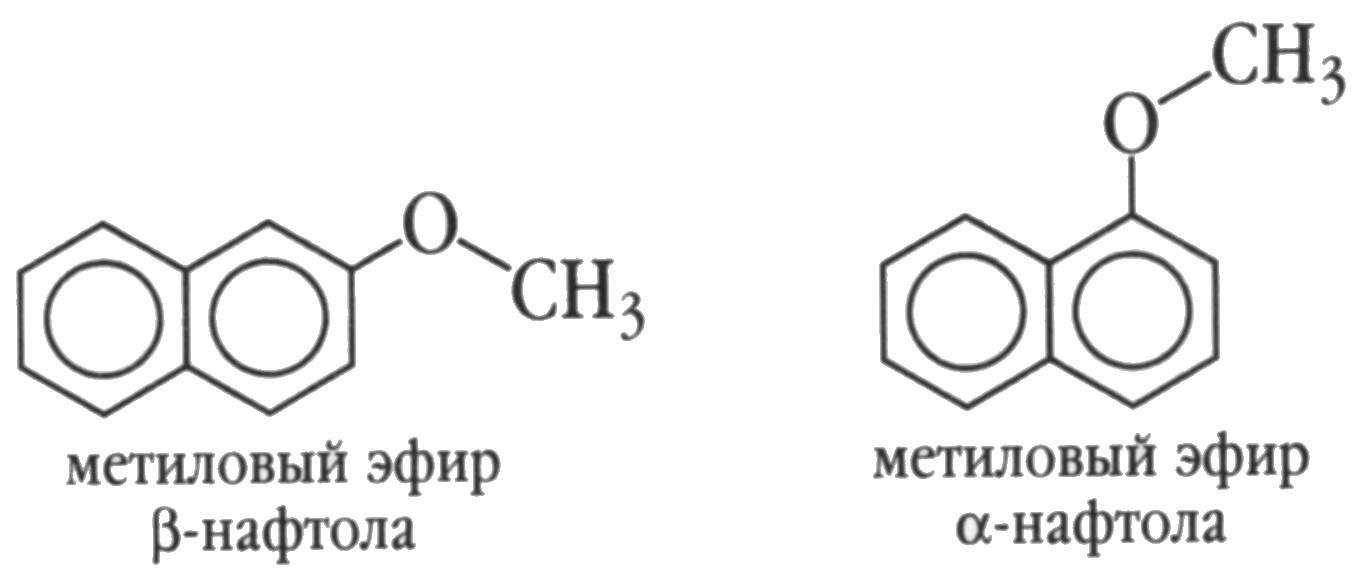 O
CH3
O
CH3
метиловый эфир
β-нафтола
метиловый эфир
α-нафтола